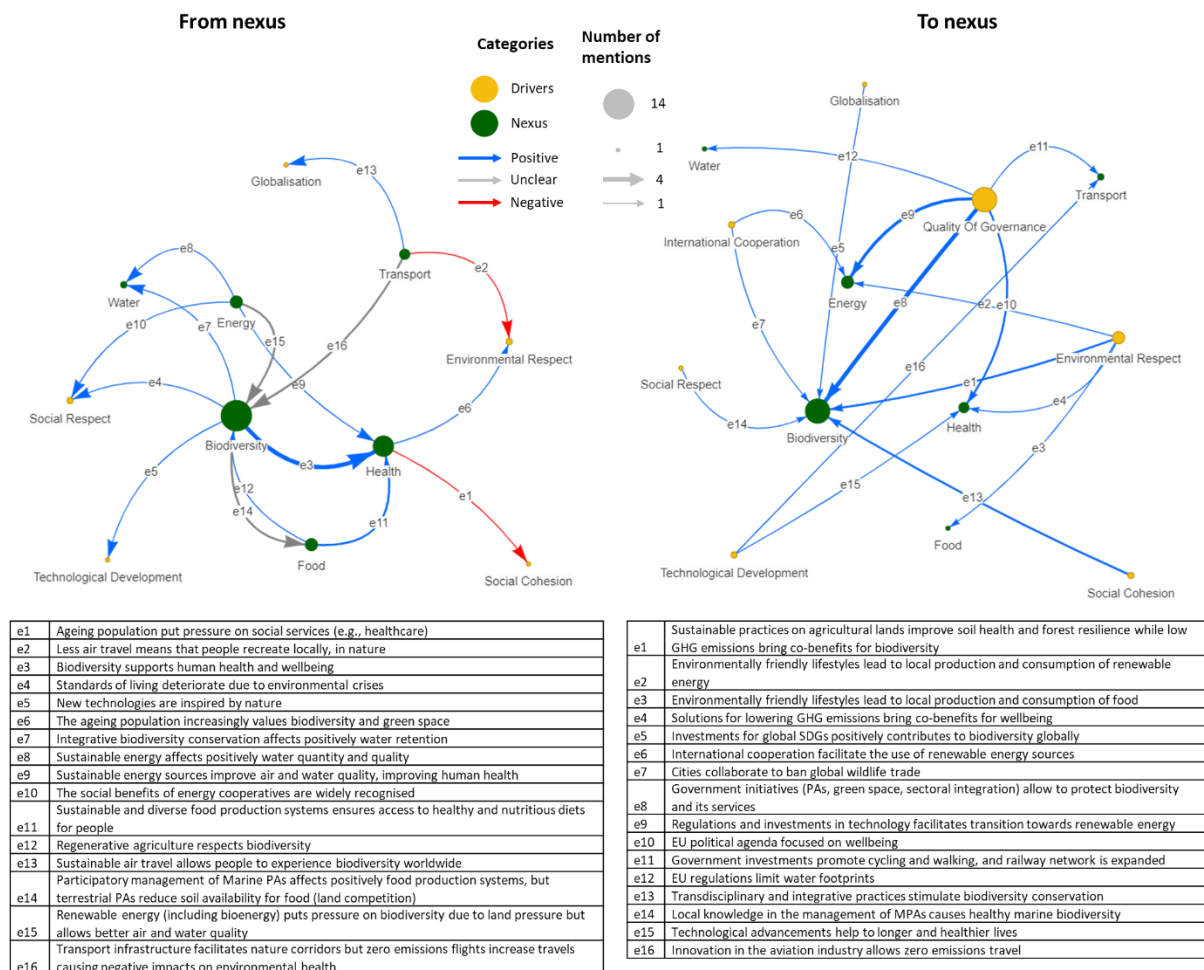 From nexus
To nexus
Categories
Number of
mentions
Drivers
14
Nexus
1
Positive
4
Unclear
1
Negative
e13
Globalisation
e2
Transport
e8
Water
Energy
e10
e7
e15
e16
Environmental Respect
e9
e4
Social Respect
e6
Biodiversity
e3
Health
e5
e12
e1
e14
e11
Food
Technological Development
Social Cohesion
Globalisation
e12
e11
Water
Transport
e9
e6
Quality Of Governance
International Cooperation
e5
Energy
e8
e2
e10
e7
Environmental Respect
e16
Social Respect
e1
e4
e14
Biodiversity
Health
e3
e15
e13
Food
Technological Development
Social Cohesion
e1 Ageing population put pressure on social services (e.g., healthcare)
e2 Less air travel means that people recreate locally, in nature
e3 Biodiversity supports human health and wellbeing
e4 Standards of living deteriorate due to environmental crises
e5 New technologies are inspired by nature
e6 The ageing population increasingly values biodiversity and green space
e7 Integrative biodiversity conservation affects positively water retention
e8 Sustainable energy affects positively water quantity and quality
e9 Sustainable energy sources improve air and water quality, improving human health
e10 The social benefits of energy cooperatives are widely recognised
Sustainable and diverse food production systems ensures access to healthy and nutritious diets
e11 for people
e12 Regenerative agriculture respects biodiversity
e13 Sustainable air travel allows people to experience biodiversity worldwide
Participatory management of Marine PAs affects positively food production systems, but
e14 terrestrial PAs reduce soil availability for food (land competition)
Renewable energy (including bioenergy) puts pressure on biodiversity due to land pressure but
e15 allows better air and water quality
Transport infrastructure facilitates nature corridors but zero emissions flights increase travels
e16 causing negative impacts on environmental health
Sustainable practices on agricultural lands improve soil health and forest resilience while low
e1 GHG emissions bring co-benefits for biodiversity
Environmentally friendly lifestyles lead to local production and consumption of renewable
e2 energy
e3 Environmentally friendly lifestyles lead to local production and consumption of food
e4 Solutions for lowering GHG emissions bring co-benefits for wellbeing
e5 Investments for global SDGs positively contributes to biodiversity globally
e6 International cooperation facilitate the use of renewable energy sources
e7 Cities collaborate to ban global wildlife trade
Government initiatives (PAs, green space, sectoral integration) allow to protect biodiversity
e8 and its services
e9 Regulations and investments in technology facilitates transition towards renewable energy
e10 EU political agenda focused on wellbeing
e11 Government investments promote cycling and walking, and railway network is expanded
e12 EU regulations limit water footprints
e13 Transdisciplinary and integrative practices stimulate biodiversity conservation
e14 Local knowledge in the management of MPAs causes healthy marine biodiversity
e15 Technological advancements help to longer and healthier lives
e16 Innovation in the aviation industry allows zero emissions travel